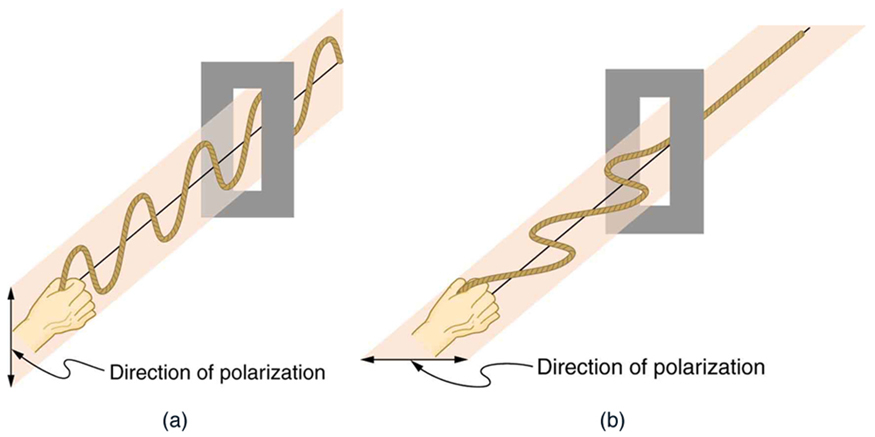 Direction of polarization
Direction of polarization
(a)
(b)